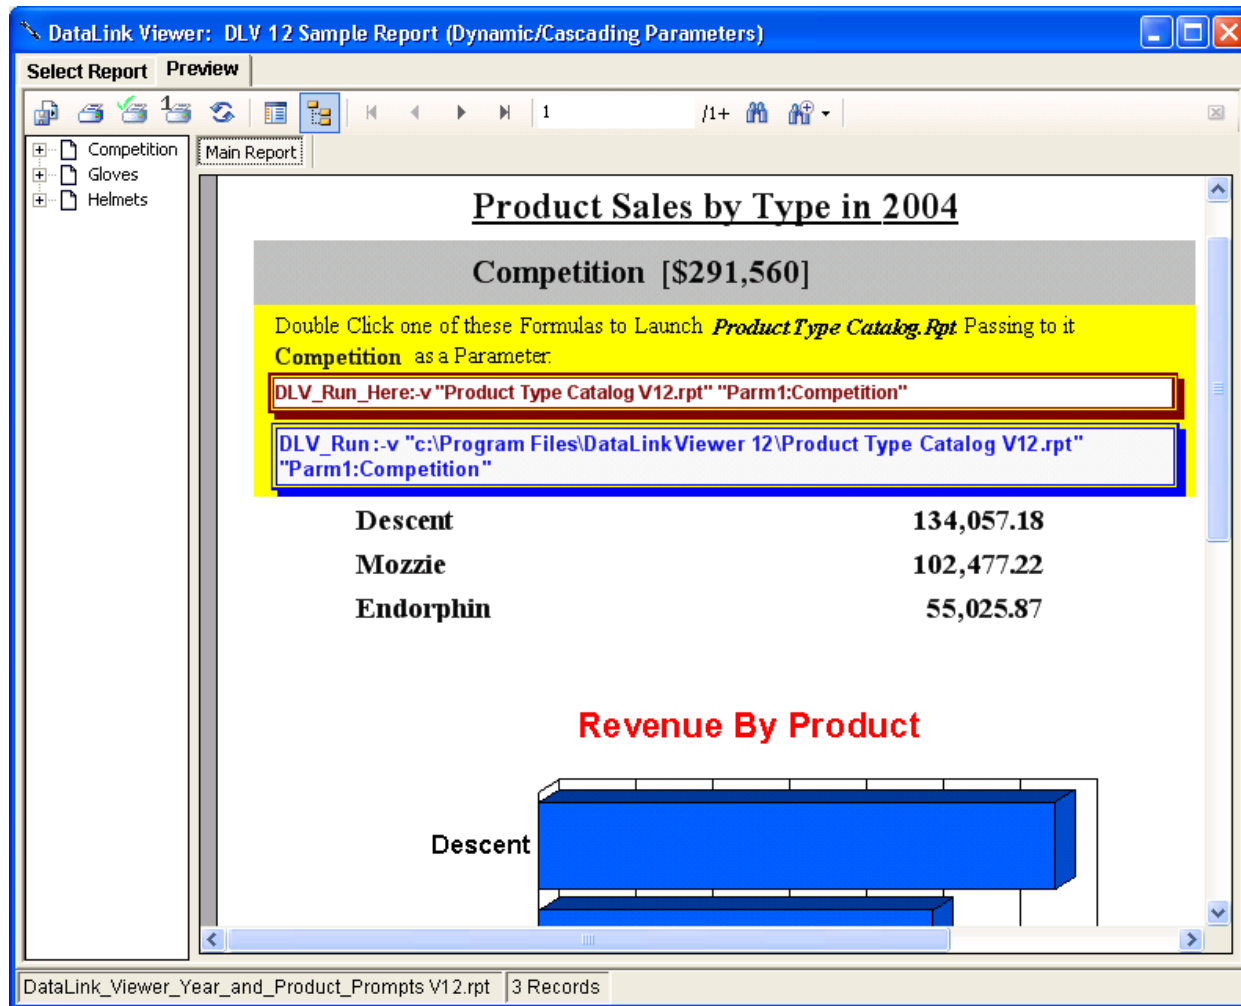 DataLink Viewer: DLV 12 Sample Report (Dynamic/Cascading Parameters)
Select Report Preview
1 /1+
Competition
Gloves
Helmets
Main Report
Product Sales by Type in 2004
Competition [$291,560]
Double Click one of these Formulas to Launch Product Type Catalog.Rpt Passing to it
Competition as a Parameter:
DLV_Run_Here:-v "Product Type Catalog V12.rpt" "Parm1:Competition"
DLV_Run :-v "c:\Program Files\DataLink Viewer 12\Product Type Catalog V12.rpt"
"Parm1:Competition"
Descent 134,057.18
Mozzie 102,477.22
Endorphin 55,025.87
Revenue By Product
Descent
DataLink_Viewer_Year_and_Product_Prompts V12.rpt 3 Records